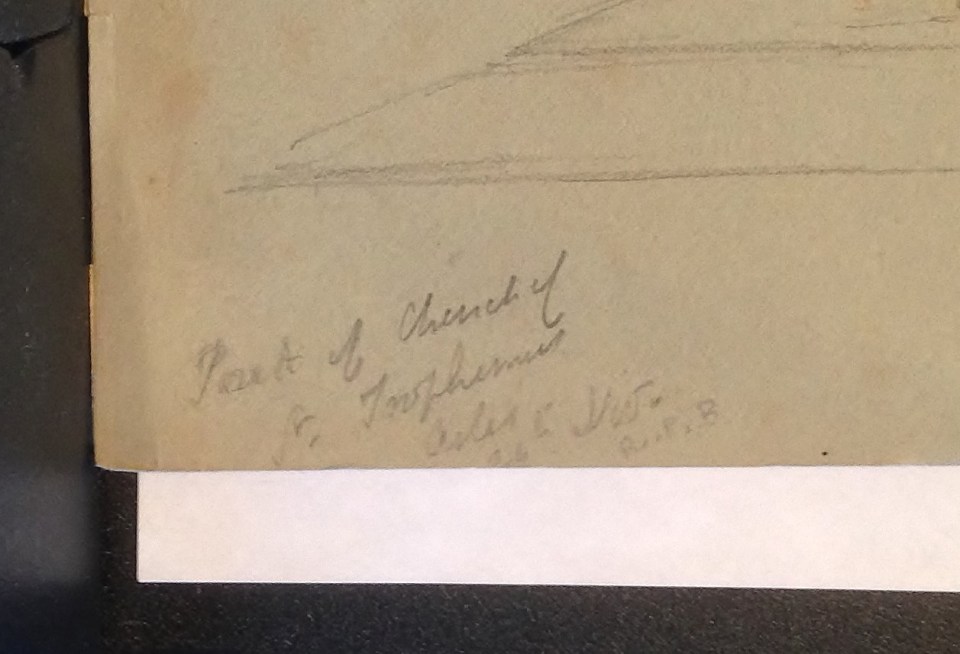 Part of Church of
St. Trophemus
Arles
R.P.B